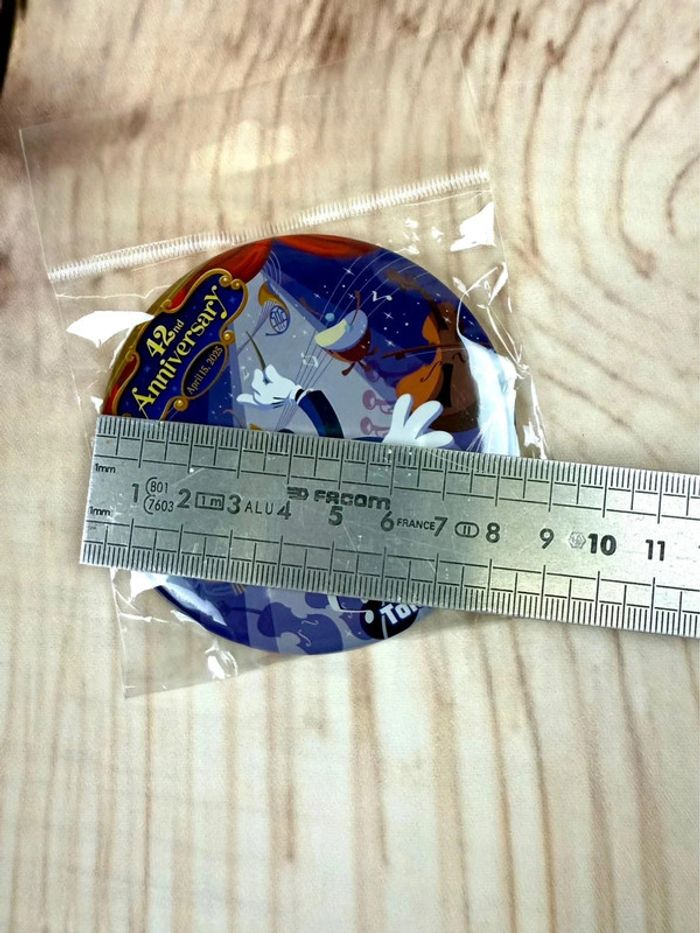 42nd
Anniversary
April 15, 2025
1mm
FACOM
1 801 7603 2 1m 3 ALU 4 5 6 FRANCE 7 II 8 9 10 11
1mm